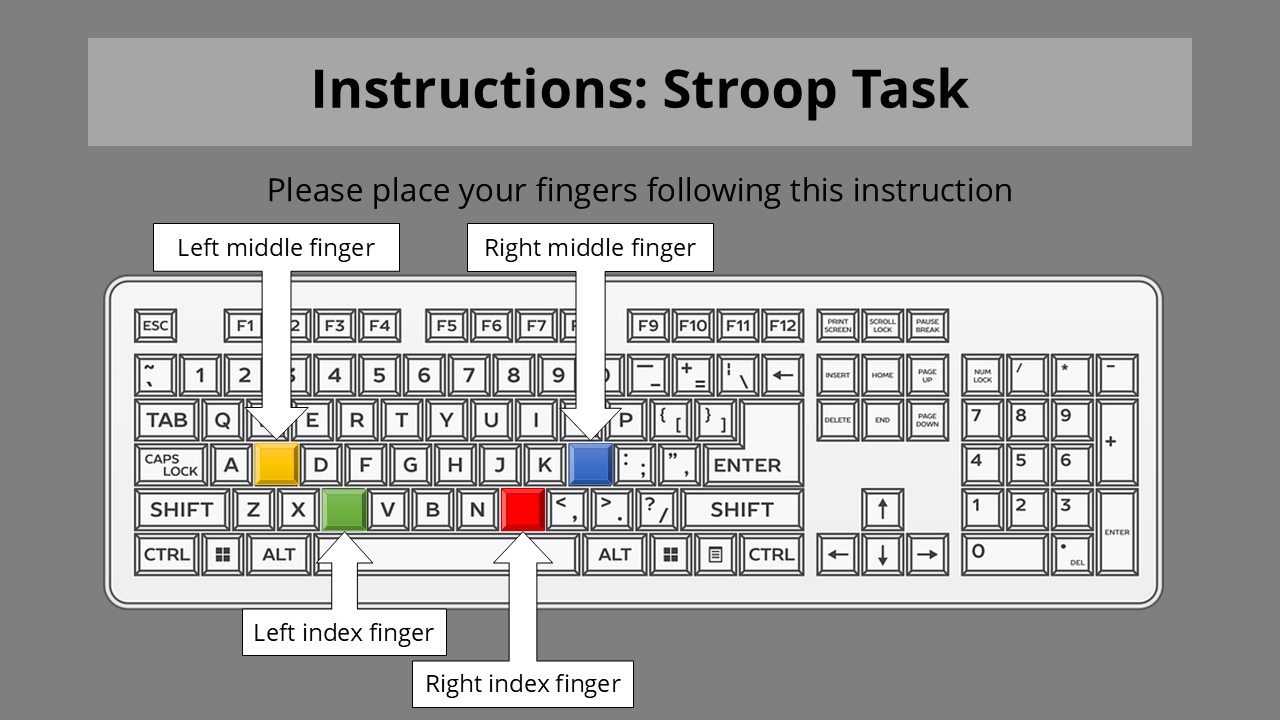 Instructions: Stroop Task
Please place your fingers following this instruction
Left middle finger Right middle finger
ESC F1 2 F3 F4 F5 F6 F7 F F9 F10 F11 F12 PRINT SCREEN SCROLL LOCK PAUSE BREAK
~ ` 1 2 3 4 5 6 7 8 9 0 — _ + = ¦ \ ← INSERT HOME PAGE UP NUM LOCK / * -
TAB Q E R T Y U I P { [ } ] DELETE END PAGE DOWN 7 8 9 +
CAPS LOCK A D F G H J K : ; " , ENTER 4 5 6
SHIFT Z X V B N < , > . ? / SHIFT ↑ 1 2 3 ENTER
CTRL ALT ALT CTRL ← ↓ → 0 . DEL
Left index finger
Right index finger